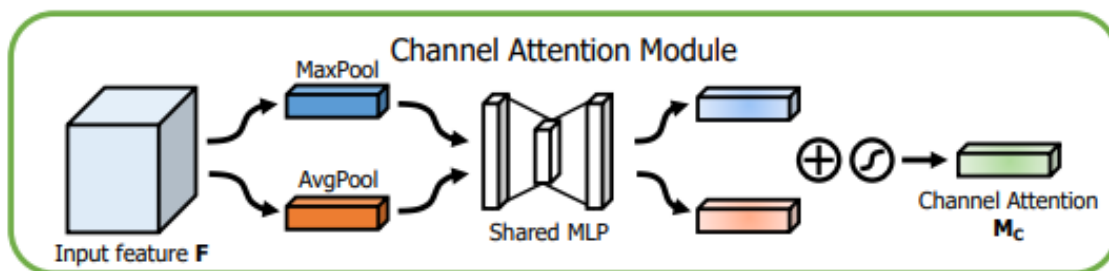 Channel Attention Module
MaxPool
AvgPool
Input feature F
Shared MLP
Channel Attention
Mc